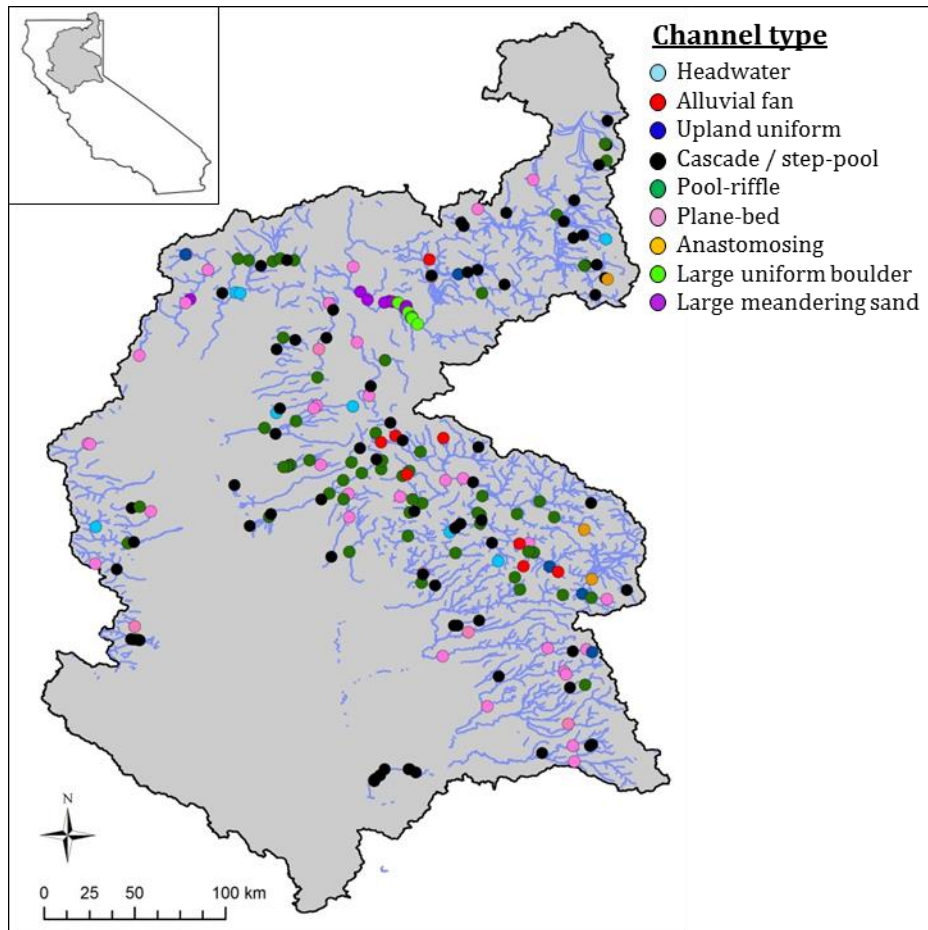 Channel type
Headwater
Alluvial fan
Upland uniform
Cascade / step-pool
Pool-riffle
Plane-bed
Anastomosing
Large uniform boulder
Large meandering sand
N
0 25 50 100 km